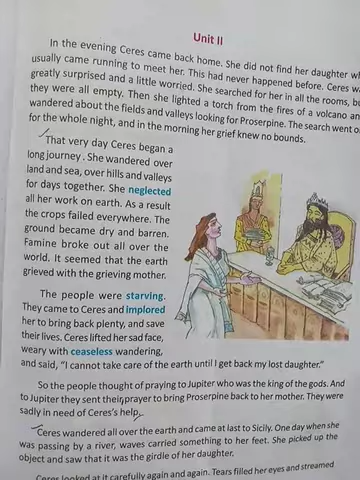 Unit II
In the evening Ceres came back home. She did not find her daughter wh
usually came running to meet her. This had never happened before. Ceres wa
greatly surprised and a little worried. She searched for her in all the rooms, bu
they were all empty. Then she lighted a torch from the fires of a volcano an
wandered about the fields and valleys looking for Proserpine. The search went o
for the whole night, and in the morning her grief knew no bounds.
That very day Ceres began a
long journey. She wandered over
land and sea, over hills and valleys
for days together. She neglected
all her work on earth. As a result
the crops failed everywhere. The
ground became dry and barren.
Famine broke out all over the
world. It seemed that the earth
grieved with the grieving mother.
The people were starving.
They came to Ceres and implored
her to bring back plenty, and save
their lives. Ceres lifted her sad face,
weary with ceaseless wandering,
and said, "I cannot take care of the earth until I get back my lost daughter."
So the people thought of praying to Jupiter who was the king of the gods. And
to Jupiter they sent their prayer to bring Proserpine back to her mother. They were
sadly in need of Ceres's help.
Ceres wandered all over the earth and came at last to Sicily. One day when she
was passing by a river, waves carried something to her feet. She picked up the
object and saw that it was the girdle of her daughter.
Ceres looked at it carefully again and again. Tears filled her eyes and streamed